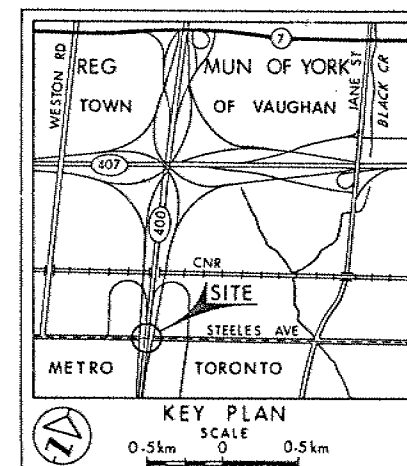 7
WESTON RD
REG MUN OF YORK
TOWN OF VAUGHAN
JANE ST
BLACK CR
407
400
CNR
SITE
STEELES AVE
METRO TORONTO
KEY PLAN
SCALE
0·5km 0 0·5km